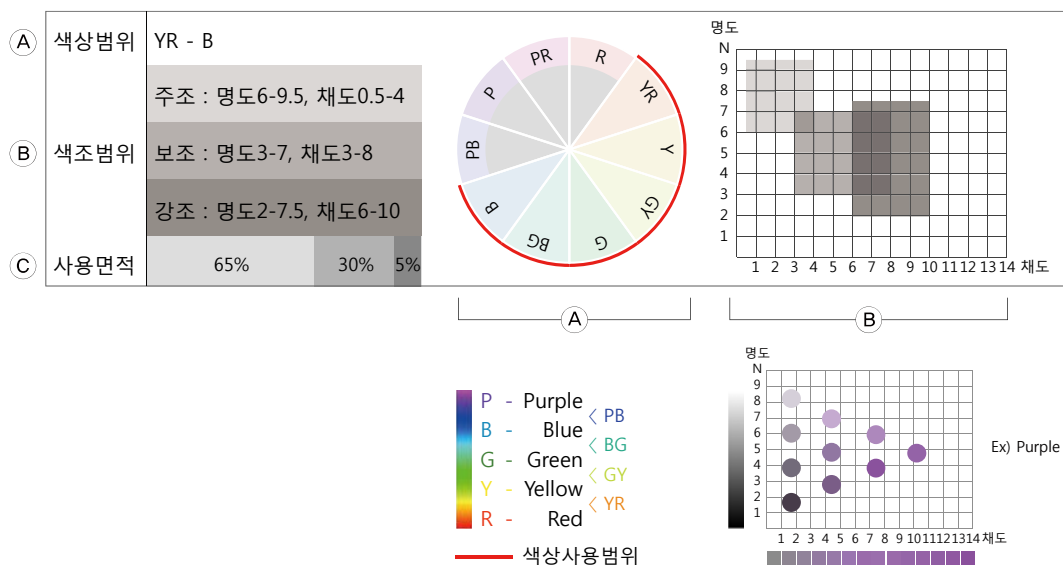 A 색상범위 YR - B
B 색조범위
주조 : 명도6-9.5, 채도0.5-4
보조 : 명도3-7, 채도3-8
강조 : 명도2-7.5, 채도6-10
C 사용면적 65% 30% 5%
PR R YR Y GY G BG B PB P
명도
N
9
8
7
6
5
4
3
2
1
1 2 3 4 5 6 7 8 9 10 11 12 13 14 채도
A
B
P - Purple
< PB
B - Blue
< BG
G - Green
< GY
Y - Yellow
< YR
R - Red
색상사용범위
명도
N
9
8
7
6
5
4
3
2
1
1 2 3 4 5 6 7 8 9 10 11 12 13 14 채도
Ex) Purple